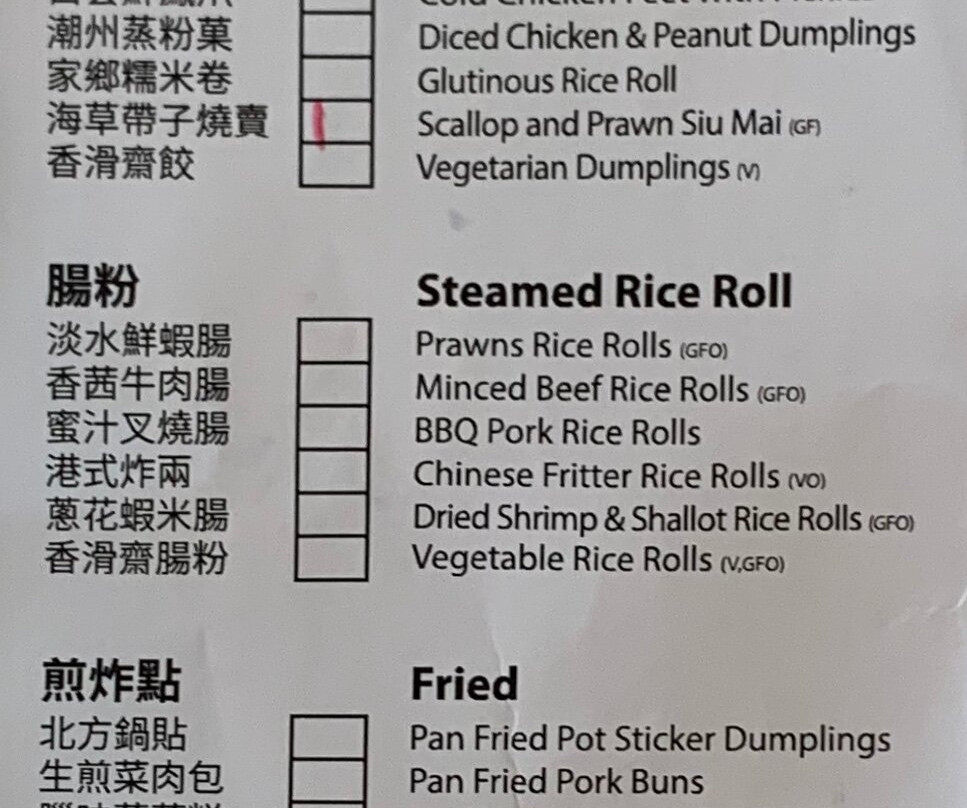 潮州蒸粉菓 Diced Chicken & Peanut Dumplings
家鄉糯米卷 Glutinous Rice Roll
海草帶子燒賣 Scallop and Prawn Siu Mai (GF)
香滑齋餃 Vegetarian Dumplings (V)
腸粉 Steamed Rice Roll
淡水鮮蝦腸 Prawns Rice Rolls (GFO)
香茜牛肉腸 Minced Beef Rice Rolls (GFO)
蜜汁叉燒腸 BBQ Pork Rice Rolls
港式炸兩 Chinese Fritter Rice Rolls (VO)
蔥花蝦米腸 Dried Shrimp & Shallot Rice Rolls (GFO)
香滑齋腸粉 Vegetable Rice Rolls (V,GFO)
煎炸點 Fried
北方鍋貼 Pan Fried Pot Sticker Dumplings
生煎菜肉包 Pan Fried Pork Buns